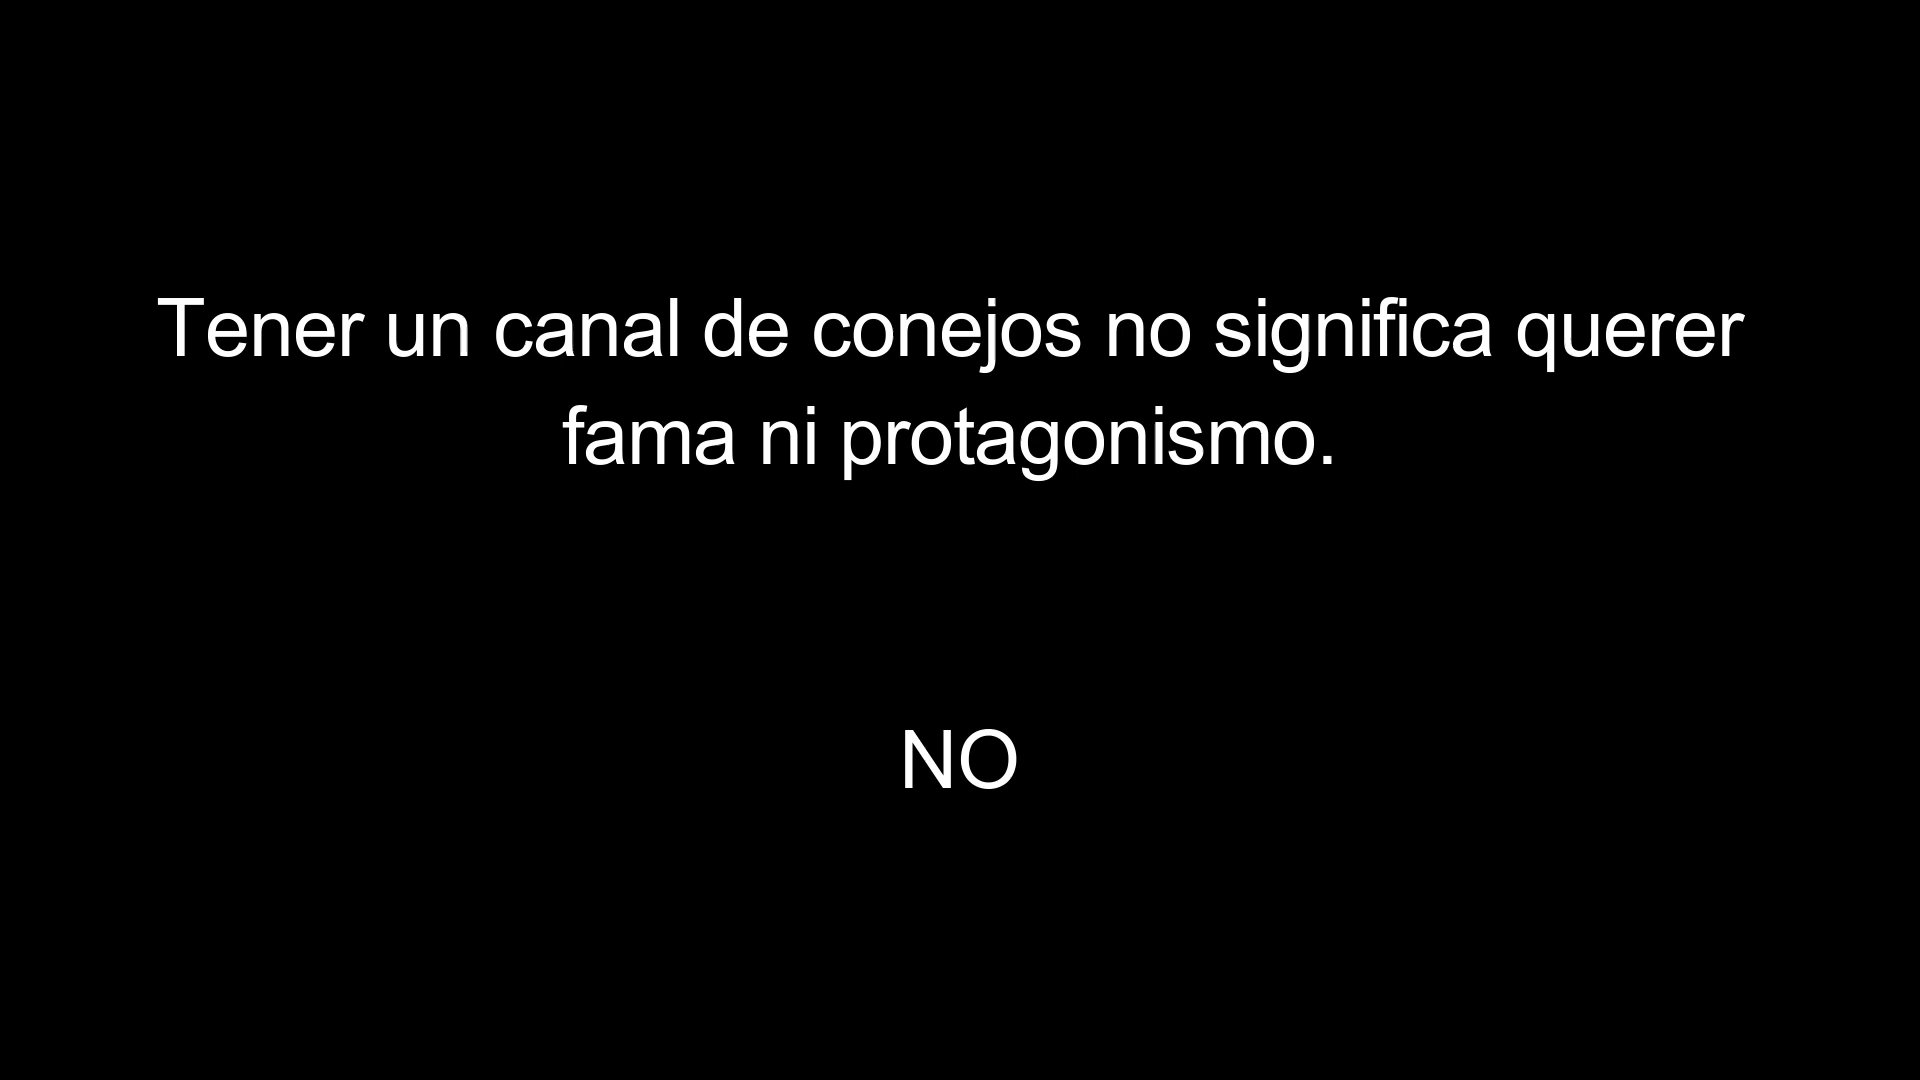 Tener un canal de conejos no significa querer
fama ni protagonismo.
NO